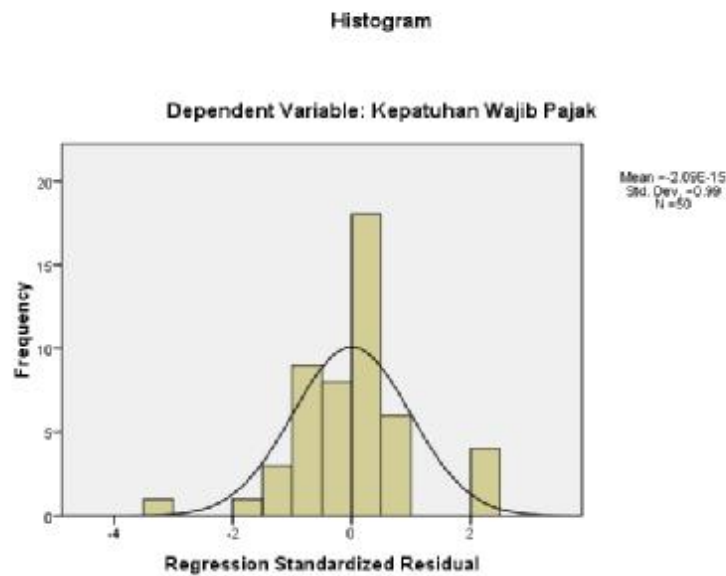 Histogram
Dependent Variable: Kepatuhan Wajib Pajak
Mean =-2.09E-15
Std. Dev. =0.99
N =50
20
15
10
5
0
Frequency
-4
-2
0
2
Regression Standardized Residual